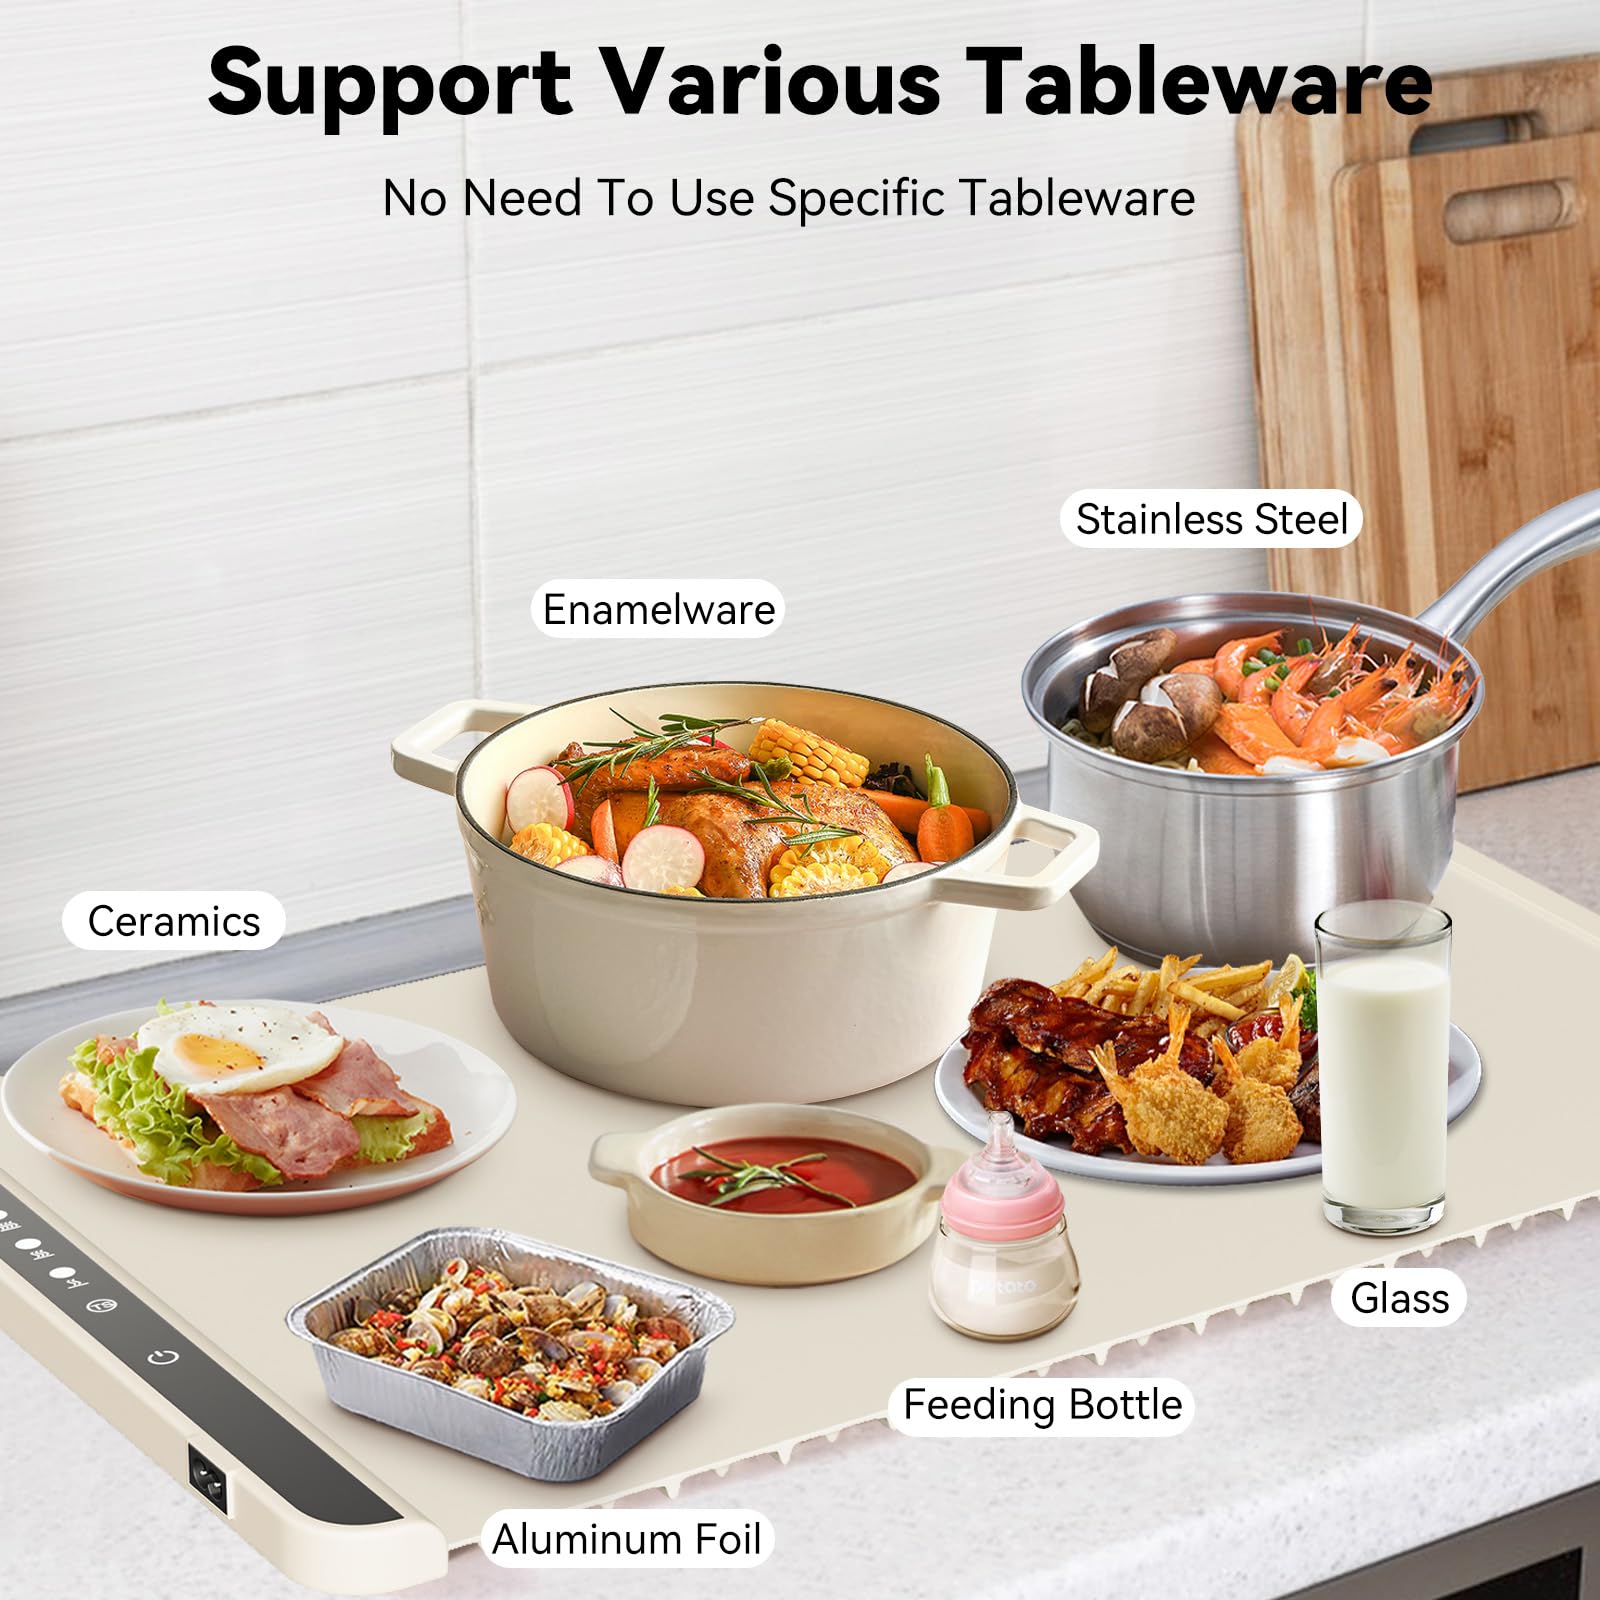 Support Various Tableware
No Need To Use Specific Tableware
Stainless Steel
Enamelware
Ceramics
Glass
Feeding Bottle
Aluminum Foil